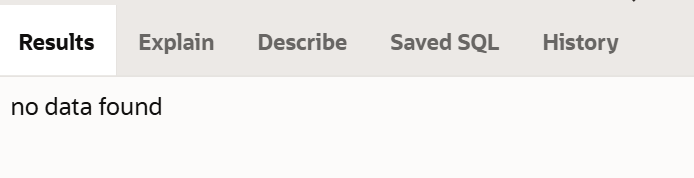 Results Explain Describe Saved SQL History
no data found